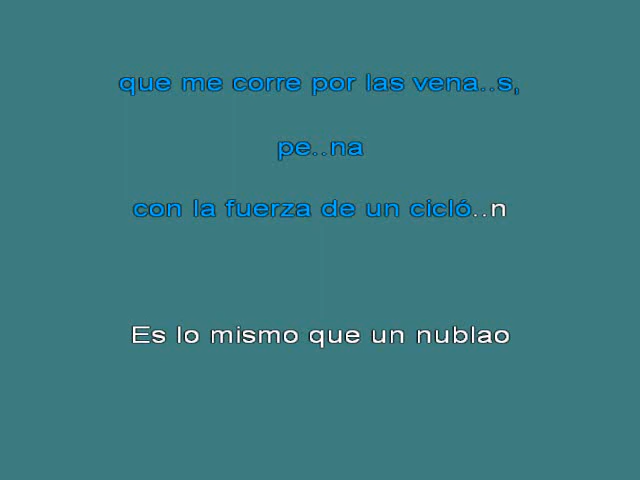 que me corre por las vena..s,
pe..na
con la fuerza de un cicló..n
Es lo mismo que un nublao